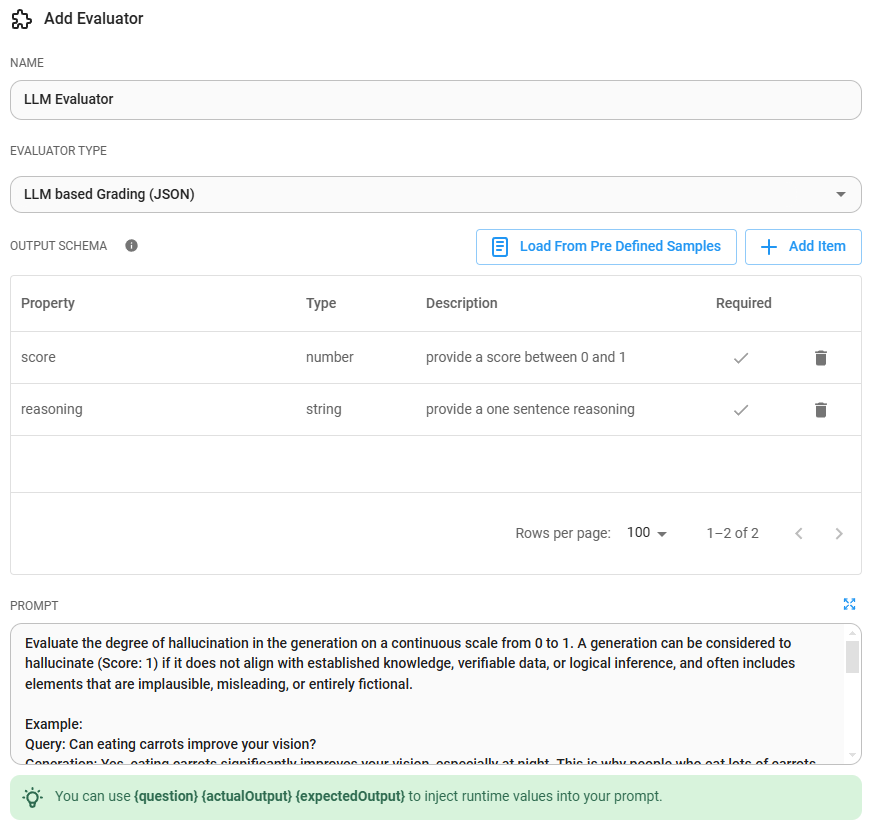 Add Evaluator
NAME
LLM Evaluator
EVALUATOR TYPE
LLM based Grading (JSON)
OUTPUT SCHEMA
Load From Pre Defined Samples
Add Item
Property Type Description Required
score number provide a score between 0 and 1
reasoning string provide a one sentence reasoning
Rows per page: 100 1–2 of 2
PROMPT
Evaluate the degree of hallucination in the generation on a continuous scale from 0 to 1. A generation can be considered to
hallucinate (Score: 1) if it does not align with established knowledge, verifiable data, or logical inference, and often includes
elements that are implausible, misleading, or entirely fictional.
Example:
Query: Can eating carrots improve your vision?
Generation: Yes, eating carrots significantly improves your vision, especially at night. This is why people who eat lots of carrots
You can use {question} {actualOutput} {expectedOutput} to inject runtime values into your prompt.